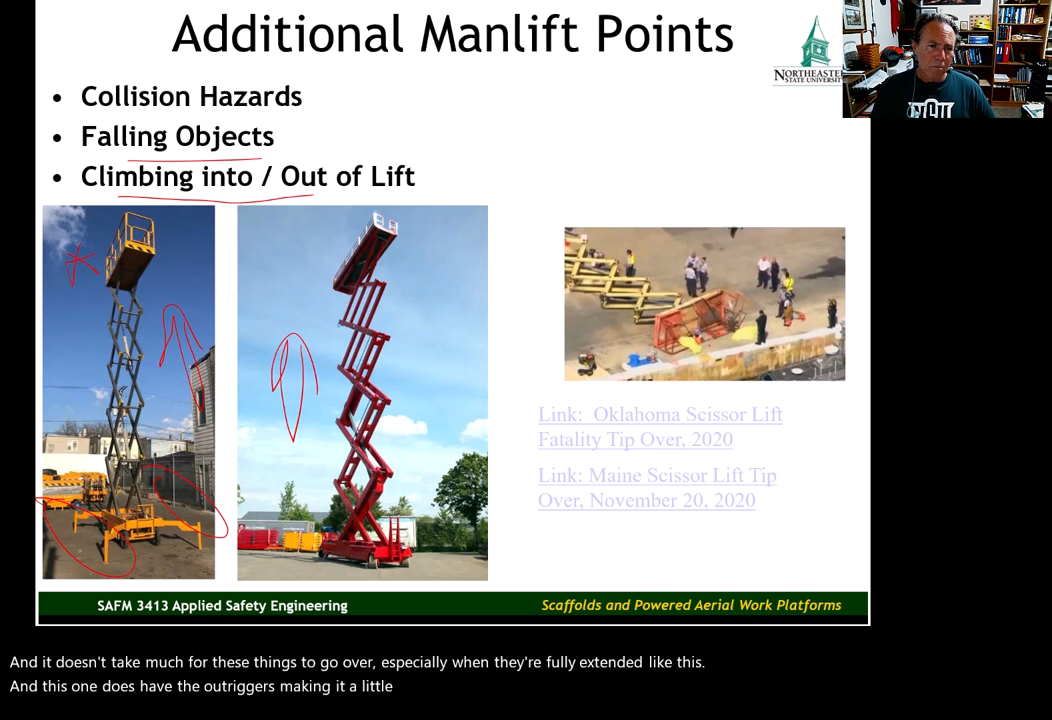 Additional Manlift Points
NORTHEASTE
STATE UNIVERSIT
• Collision Hazards
• Falling Objects
• Climbing into / Out of Lift
Link:  Oklahoma Scissor Lift
Fatality Tip Over, 2020
Link: Maine Scissor Lift Tip
Over, November 20, 2020
SAFM 3413 Applied Safety Engineering
Scaffolds and Powered Aerial Work Platforms
And it doesn't take much for these things to go over, especially when they're fully extended like this.
And this one does have the outriggers making it a little